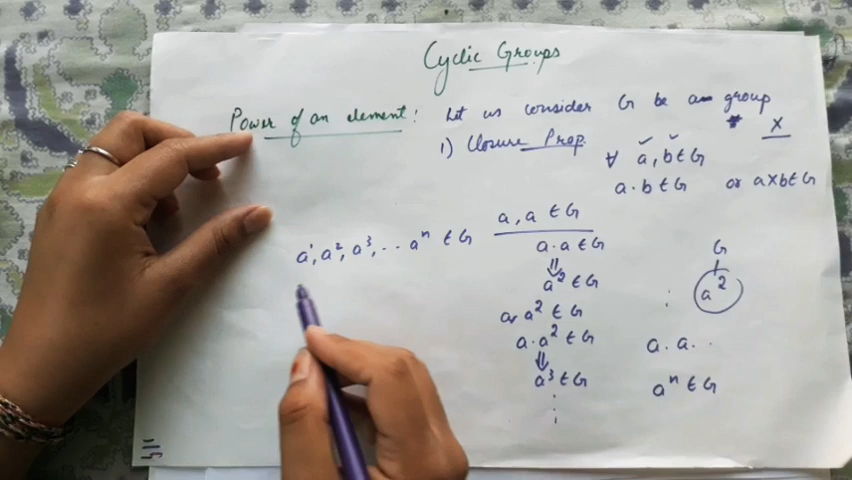 Cyclic Groups
Power of an element: Let us consider G be a group
* ×
1) Closure Prop.
∀ a, b ∈ G
a·b ∈ G or a×b ∈ G
a, a ∈ G
a¹, a², a³, ... aⁿ ∈ G
a·a ∈ G
G
⇓
a² ∈ G
: a²
a, a² ∈ G
a·a² ∈ G
a·a··
⇓
a³ ∈ G
aⁿ ∈ G
⋮